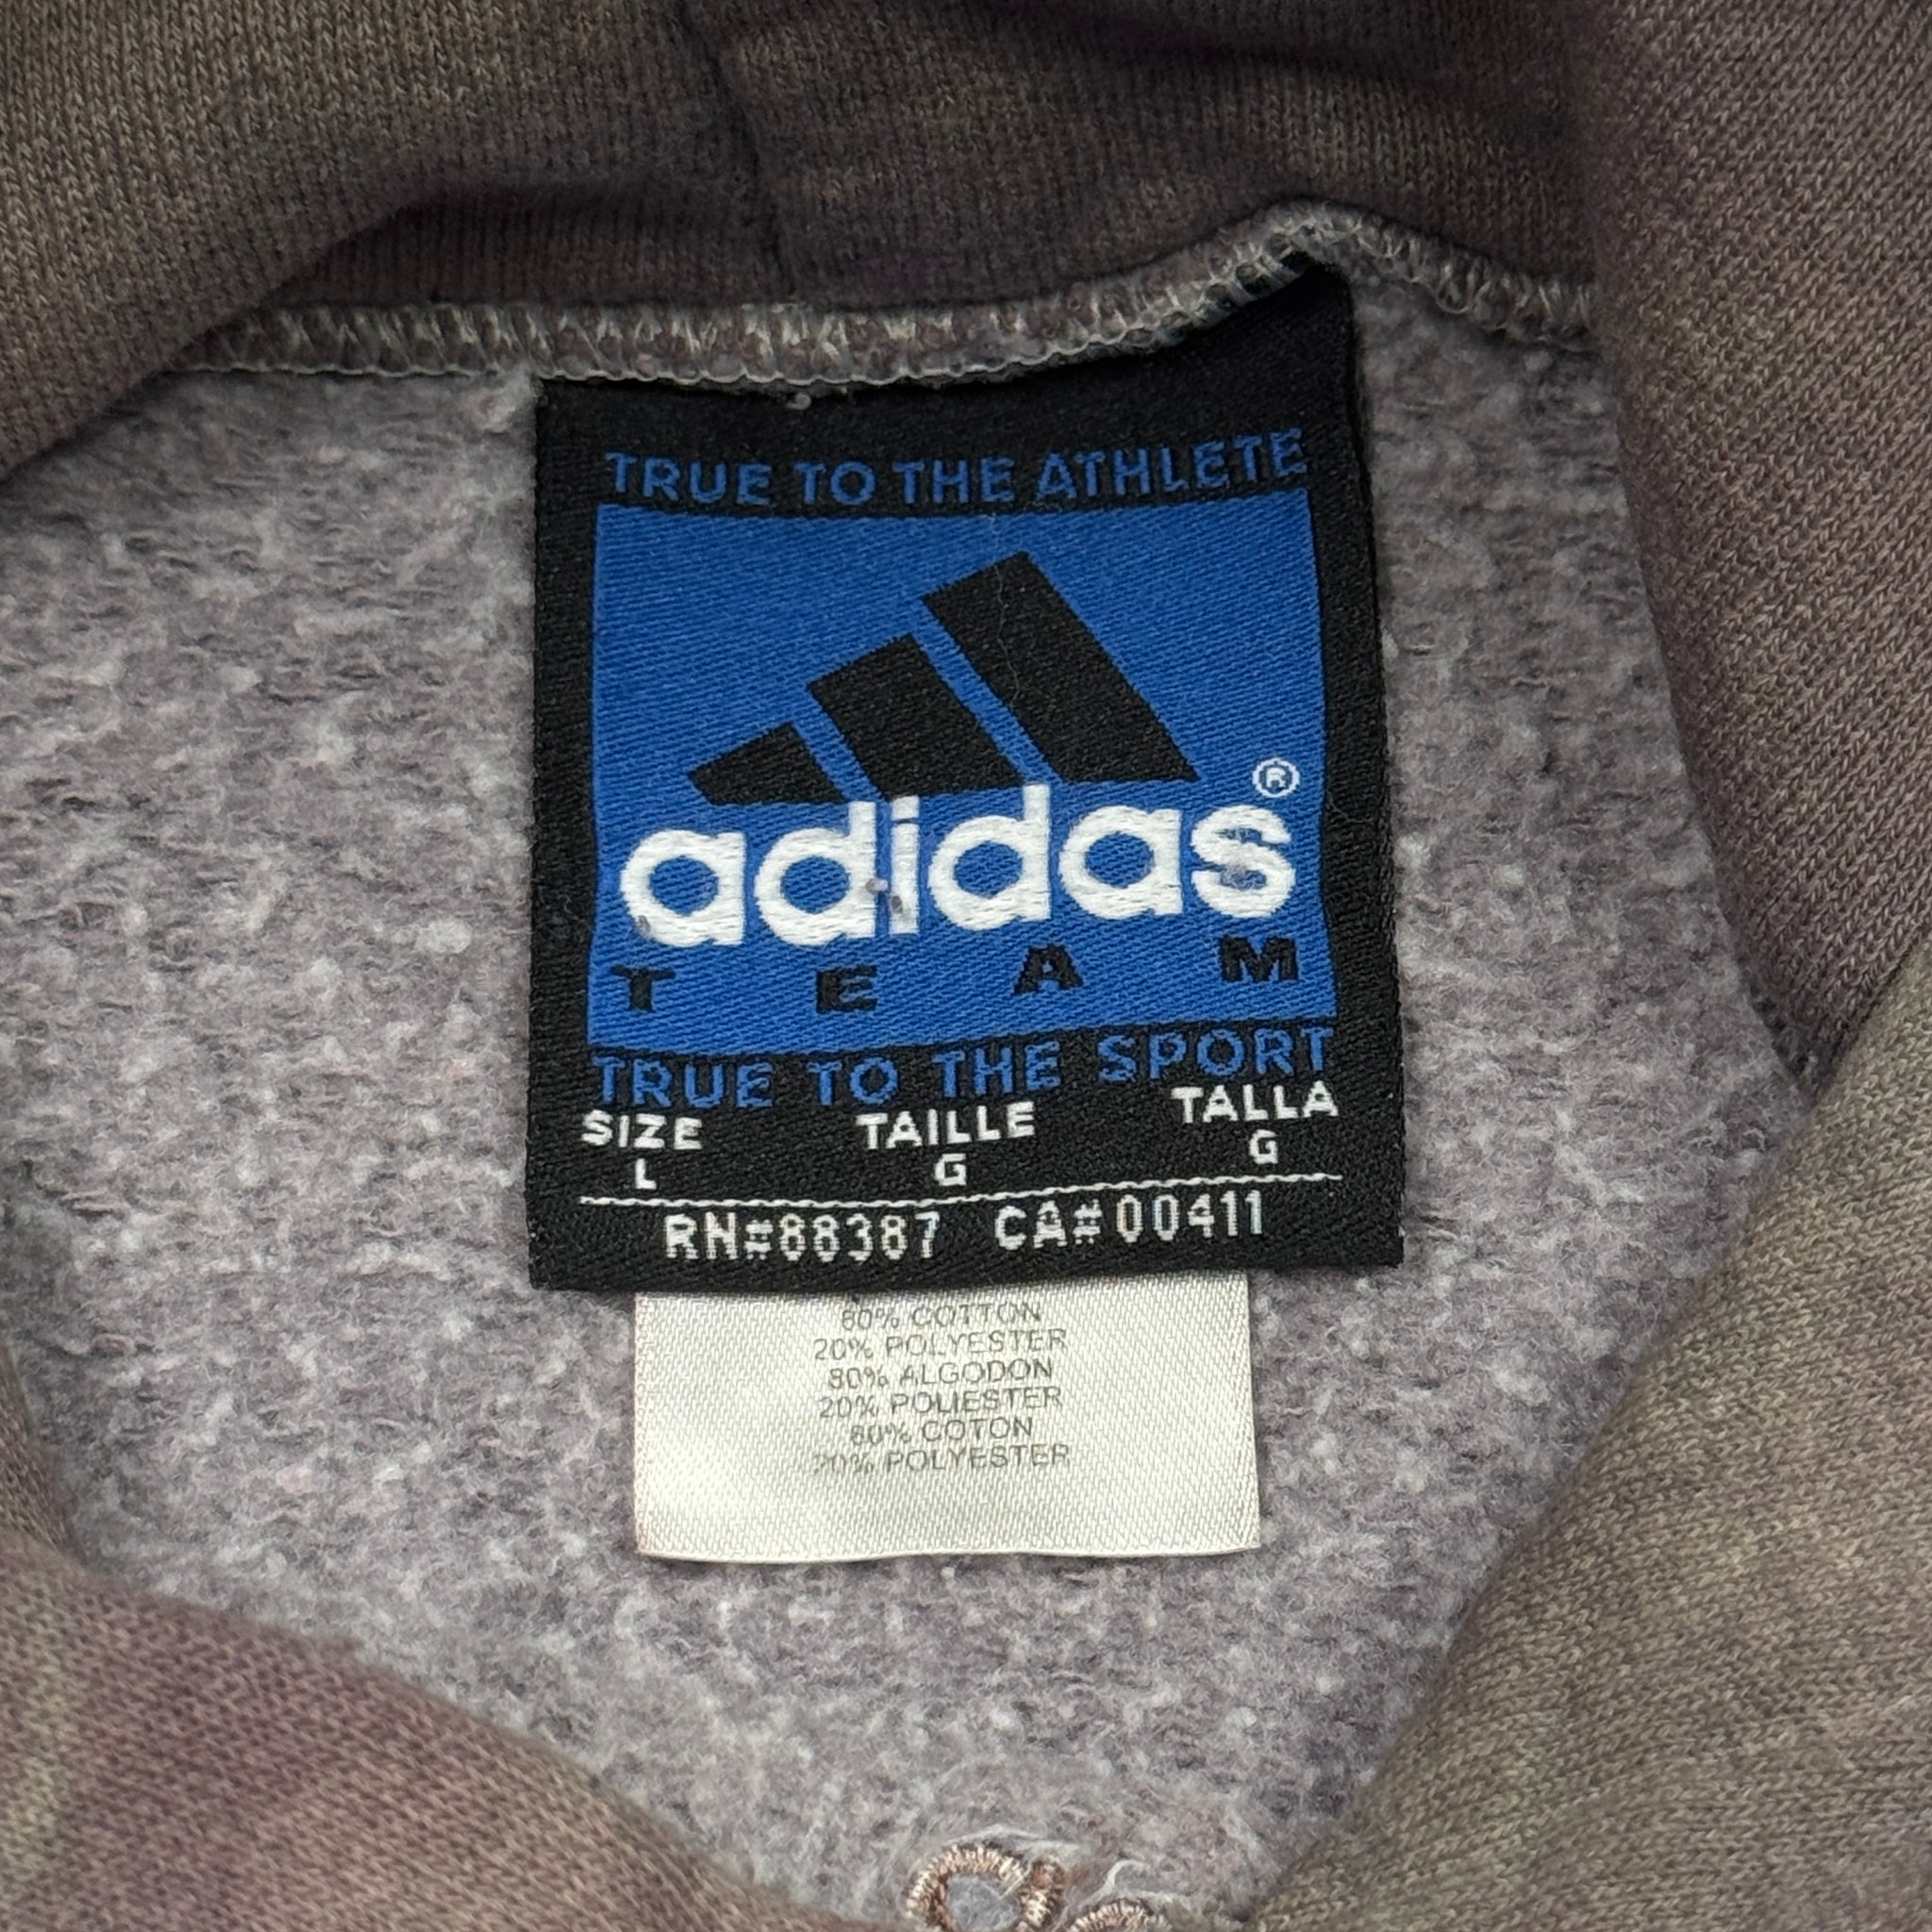 TRUE TO THE ATHLETE
adidas®
TEAM
TRUE TO THE SPORT
SIZE TAILLE TALLA
L G G
RN#88387 CA#00411
80% COTTON
20% POLYESTER
80% ALGODON
20% POLIESTER
80% COTON
20% POLYESTER